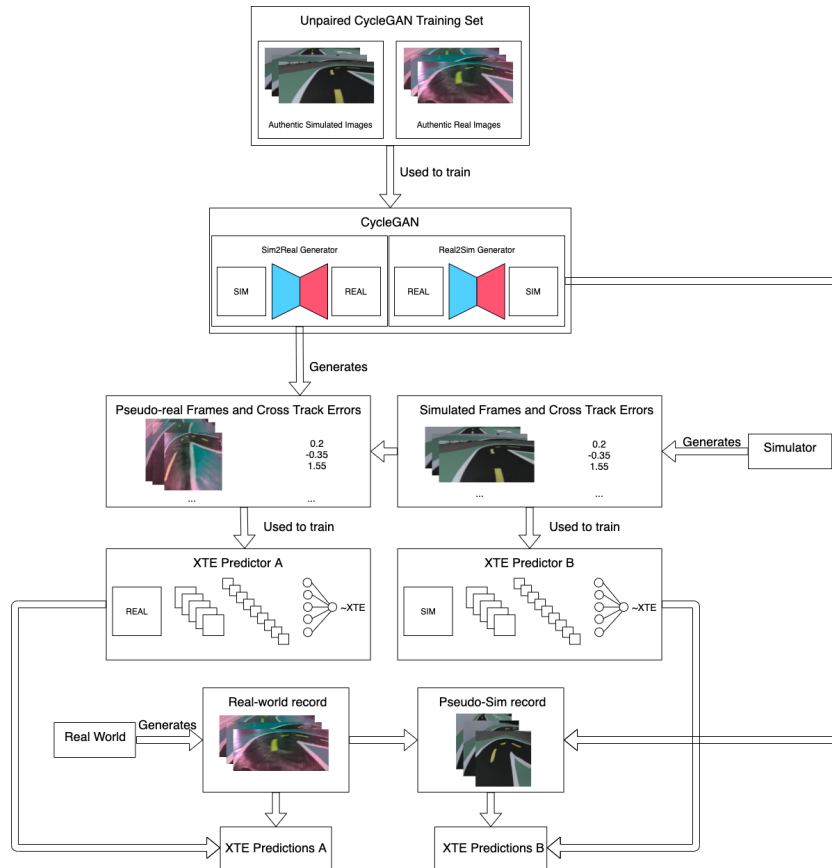 Unpaired CycleGAN Training Set
Authentic Simulated Images
Authentic Real Images
Used to train
CycleGAN
Sim2Real Generator
Real2Sim Generator
SIM
REAL
REAL
SIM
Generates
Pseudo-real Frames and Cross Track Errors
0.2
-0.35
1.55
...
...
Simulated Frames and Cross Track Errors
0.2
-0.35
1.55
...
...
Generates
Simulator
Used to train
Used to train
XTE Predictor A
REAL
~XTE
XTE Predictor B
SIM
~XTE
Real World
Generates
Real-world record
Pseudo-Sim record
XTE Predictions A
XTE Predictions B